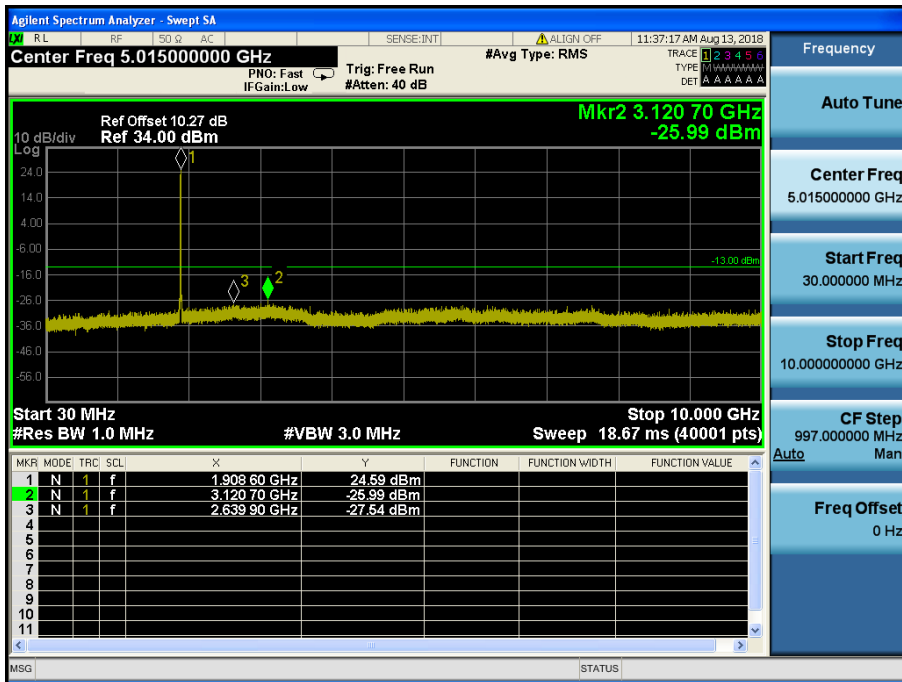 Agilent Spectrum Analyzer - Swept SA
LXI RL RF 50 Ω AC SENSE:INT ALIGN OFF 11:37:17 AM Aug 13, 2018
Center Freq 5.015000000 GHz #Avg Type: RMS TRACE 1 2 3 4 5 6
PNO: Fast Trig: Free Run TYPE M WWWWW
IFGain:Low #Atten: 40 dB DET A A A A A A
Mkr2 3.120 70 GHz
-25.99 dBm
Ref Offset 10.27 dB
10 dB/div Ref 34.00 dBm
Log
1
24.0
14.0
4.00
-6.00
-13.00 dBm
-16.0
3 2
-26.0
-36.0
-46.0
-56.0
Start 30 MHz Stop 10.000 GHz
#Res BW 1.0 MHz #VBW 3.0 MHz Sweep 18.67 ms (40001 pts)
MKR MODE TRC SCL X Y FUNCTION FUNCTION WIDTH FUNCTION VALUE
1 N 1 f 1.908 60 GHz 24.59 dBm
2 N 1 f 3.120 70 GHz -25.99 dBm
3 N 1 f 2.639 90 GHz -27.54 dBm
4
5
6
7
8
9
10
11
MSG STATUS
Frequency
Auto Tune
Center Freq
5.015000000 GHz
Start Freq
30.000000 MHz
Stop Freq
10.000000000 GHz
CF Step
997.000000 MHz
Auto Man
Freq Offset
0 Hz